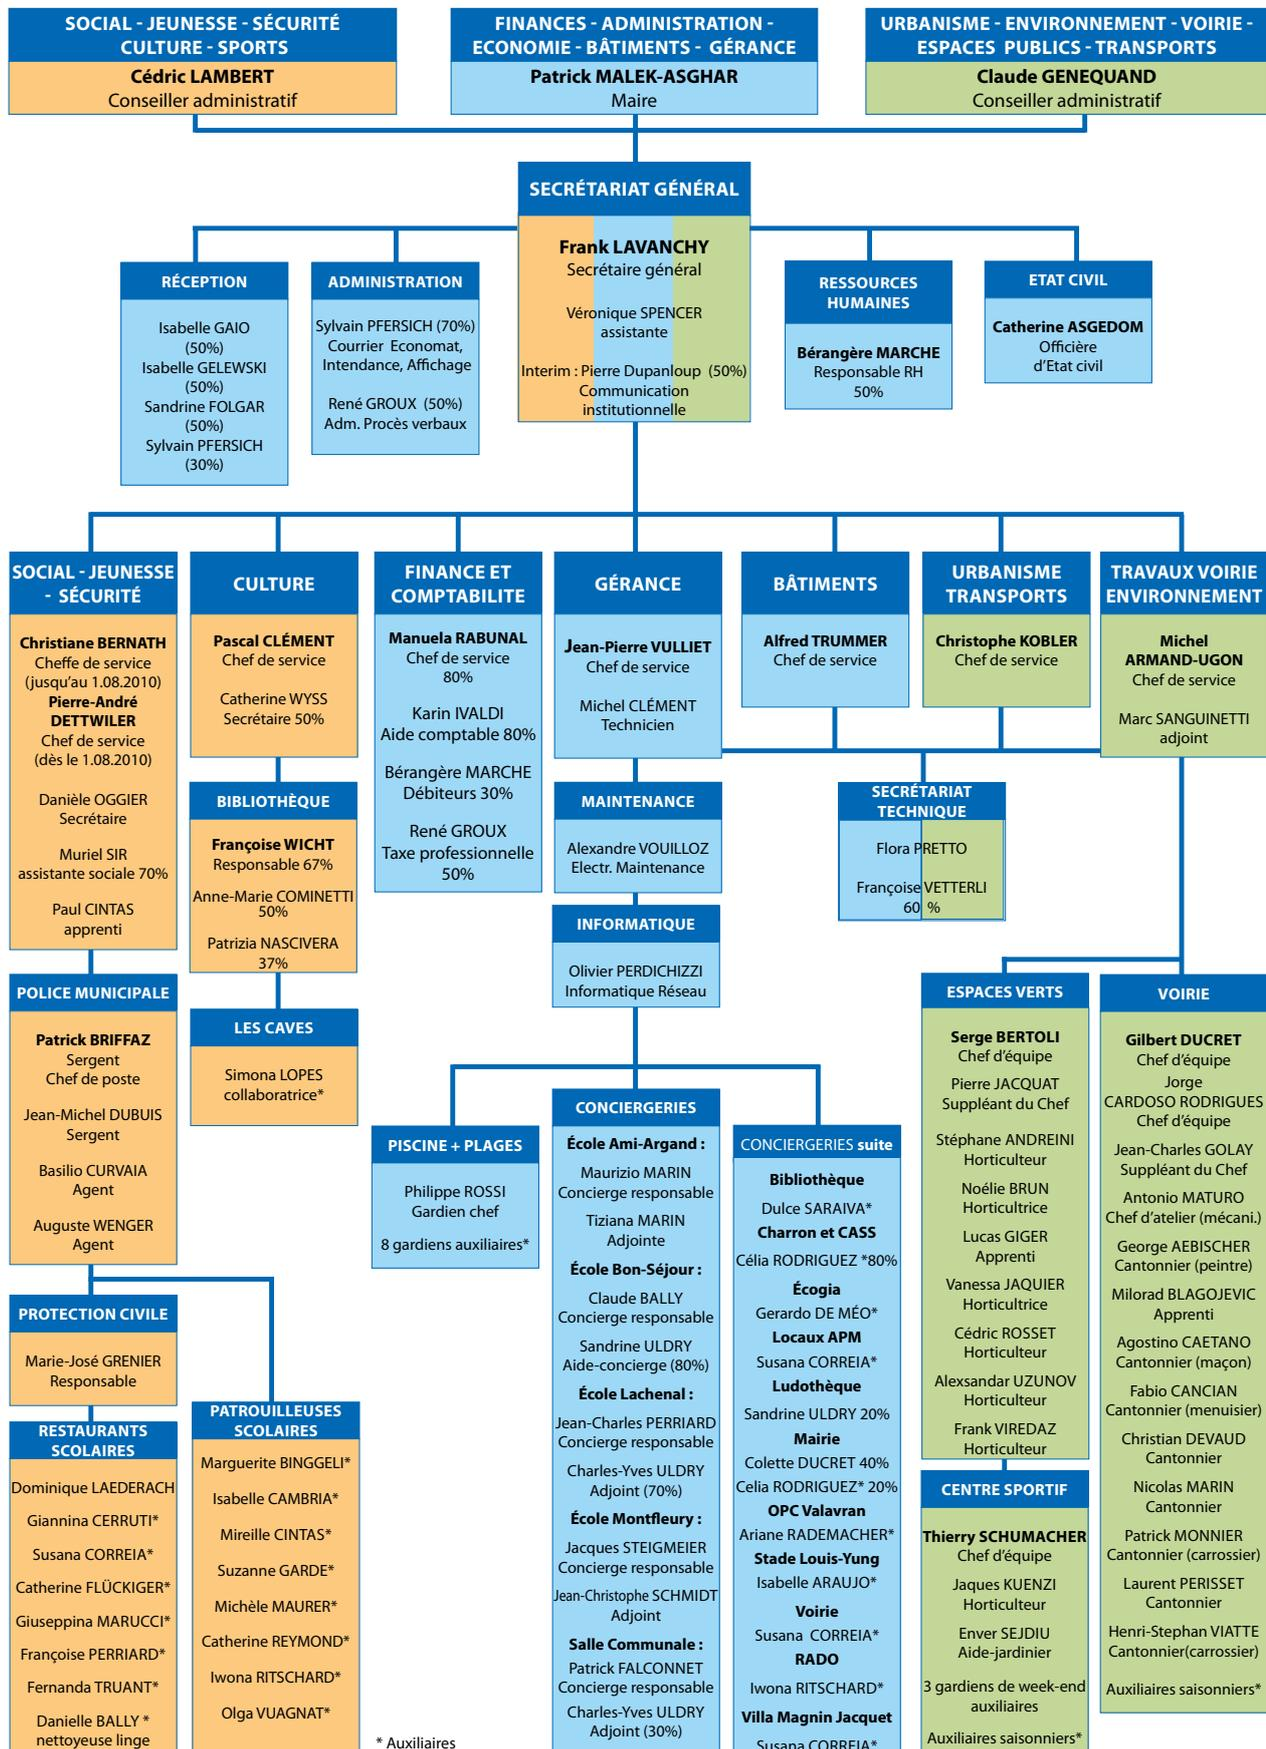 SOCIAL - JEUNESSE - SÉCURITÉ
CULTURE - SPORTS
Cédric LAMBERT
Conseiller administratif
FINANCES - ADMINISTRATION -
ECONOMIE - BÂTIMENTS - GÉRANCE
Patrick MALEK-ASGHAR
Maire
URBANISME - ENVIRONNEMENT - VOIRIE -
ESPACES PUBLICS - TRANSPORTS
Claude GENEQUAND
Conseiller administratif
SECRÉTARIAT GÉNÉRAL
Frank LAVANCHY
Secrétaire général
Véronique SPENCER
assistante
Interim : Pierre Dupanloup (50%)
Communication
institutionnelle
RÉCEPTION
Isabelle GAIO
(50%)
Isabelle GELEWSKI
(50%)
Sandrine FOLGAR
(50%)
Sylvain PFERSICH
(30%)
ADMINISTRATION
Sylvain PFERSICH (70%)
Courrier Economat,
Intendance, Affichage
René GROUX (50%)
Adm. Procès verbaux
RESSOURCES
HUMAINES
Bérangère MARCHE
Responsable RH
50%
ETAT CIVIL
Catherine ASGEDOM
Officière
d'Etat civil
SOCIAL - JEUNESSE
- SÉCURITÉ
Christiane BERNATH
Cheffe de service
(jusqu'au 1.08.2010)
Pierre-André
DETTWILER
Chef de service
(dès le 1.08.2010)
Danièle OGGIER
Secrétaire
Muriel SIR
assistante sociale 70%
Paul CINTAS
apprenti
CULTURE
Pascal CLÉMENT
Chef de service
Catherine WYSS
Secrétaire 50%
FINANCE ET
COMPTABILITE
Manuela RABUNAL
Chef de service
80%
Karin IVALDI
Aide comptable 80%
Bérangère MARCHE
Débiteurs 30%
René GROUX
Taxe professionnelle
50%
GÉRANCE
Jean-Pierre VULLIET
Chef de service
Michel CLÉMENT
Technicien
BÂTIMENTS
Alfred TRUMMER
Chef de service
URBANISME
TRANSPORTS
Christophe KOBLER
Chef de service
TRAVAUX VOIRIE
ENVIRONNEMENT
Michel
ARMAND-UGON
Chef de service
Marc SANGUINETTI
adjoint
BIBLIOTHÈQUE
Françoise WICHT
Responsable 67%
Anne-Marie COMINETTI
50%
Patrizia NASCIVERA
37%
MAINTENANCE
Alexandre VOUILLOZ
Electr. Maintenance
SECRÉTARIAT
TECHNIQUE
Flora PRETTO
Françoise VETTERLI
60 %
INFORMATIQUE
Olivier PERDICHIZZI
Informatique Réseau
POLICE MUNICIPALE
Patrick BRIFFAZ
Sergent
Chef de poste
Jean-Michel DUBUIS
Sergent
Basilio CURVAIA
Agent
Auguste WENGER
Agent
LES CAVES
Simona LOPES
collaboratrice*
PISCINE + PLAGES
Philippe ROSSI
Gardien chef
8 gardiens auxiliaires*
CONCIERGERIES
École Ami-Argand :
Maurizio MARIN
Concierge responsable
Tiziana MARIN
Adjointe
École Bon-Séjour :
Claude BALLY
Concierge responsable
Sandrine ULDRY
Aide-concierge (80%)
École Lachenal :
Jean-Charles PERRIARD
Concierge responsable
Charles-Yves ULDRY
Adjoint (70%)
École Montfleury :
Jacques STEIGMEIER
Concierge responsable
Jean-Christophe SCHMIDT
Adjoint
Salle Communale :
Patrick FALCONNET
Concierge responsable
Charles-Yves ULDRY
Adjoint (30%)
CONCIERGERIES suite
Bibliothèque
Dulce SARAIVA*
Charron et CASS
Célia RODRIGUEZ *80%
Écogia
Gerardo DE MÉO*
Locaux APM
Susana CORREIA*
Ludothèque
Sandrine ULDRY 20%
Mairie
Colette DUCRET 40%
Celia RODRIGUEZ* 20%
OPC Valavran
Ariane RADEMACHER*
Stade Louis-Yung
Isabelle ARAUJO*
Voirie
Susana CORREIA*
RADO
Iwona RITSCHARD*
Villa Magnin Jacquet
Susana CORREIA*
ESPACES VERTS
Serge BERTOLI
Chef d'équipe
Pierre JACQUAT
Suppléant du Chef
Stéphane ANDREINI
Horticulteur
Noélie BRUN
Horticultrice
Lucas GIGER
Apprenti
Vanessa JAQUIER
Horticultrice
Cédric ROSSET
Horticulteur
Alexsandar UZUNOV
Horticulteur
Frank VIREDAZ
Horticulteur
CENTRE SPORTIF
Thierry SCHUMACHER
Chef d'équipe
Jaques KUENZI
Horticulteur
Enver SEJDIU
Aide-jardinier
3 gardiens de week-end
auxiliaires
Auxiliaires saisonniers*
VOIRIE
Gilbert DUCRET
Chef d'équipe
Jorge
CARDOSO RODRIGUES
Chef d'équipe
Jean-Charles GOLAY
Suppléant du Chef
Antonio MATURO
Chef d'atelier (mécani.)
George AEBISCHER
Cantonnier (peintre)
Milorad BLAGOJEVIC
Apprenti
Agostino CAETANO
Cantonnier (maçon)
Fabio CANCIAN
Cantonnier (menuisier)
Christian DEVAUD
Cantonnier
Nicolas MARIN
Cantonnier
Patrick MONNIER
Cantonnier (carrossier)
Laurent PERISSET
Cantonnier
Henri-Stephan VIATTE
Cantonnier(carrossier)
Auxiliaires saisonniers*
PROTECTION CIVILE
Marie-José GRENIER
Responsable
RESTAURANTS
SCOLAIRES
Dominique LAEDERACH
Giannina CERRUTI*
Susana CORREIA*
Catherine FLÜCKIGER*
Giuseppina MARUCCI*
Françoise PERRIARD*
Fernanda TRUANT*
Danielle BALLY *
nettoyeuse linge
PATROUILLEUSES
SCOLAIRES
Marguerite BINGGELI*
Isabelle CAMBRIA*
Mireille CINTAS*
Suzanne GARDE*
Michèle MAURER*
Catherine REYMOND*
Iwona RITSCHARD*
Olga VUAGNAT*
* Auxiliaires